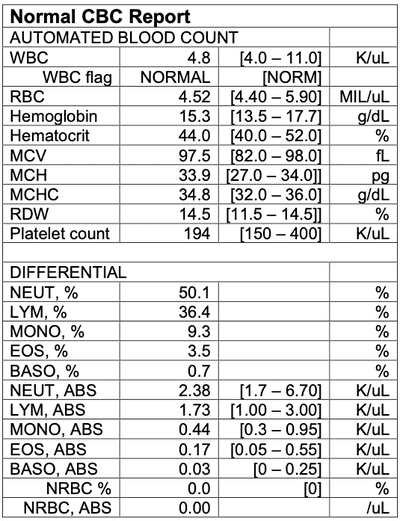 Normal CBC Report
AUTOMATED BLOOD COUNT
WBC 4.8 [4.0 – 11.0] K/uL
WBC flag NORMAL [NORM]
RBC 4.52 [4.40 – 5.90] MIL/uL
Hemoglobin 15.3 [13.5 – 17.7] g/dL
Hematocrit 44.0 [40.0 – 52.0] %
MCV 97.5 [82.0 – 98.0] fL
MCH 33.9 [27.0 – 34.0]] pg
MCHC 34.8 [32.0 – 36.0] g/dL
RDW 14.5 [11.5 – 14.5]] %
Platelet count 194 [150 – 400] K/uL
DIFFERENTIAL
NEUT, % 50.1 %
LYM, % 36.4 %
MONO, % 9.3 %
EOS, % 3.5 %
BASO, % 0.7 %
NEUT, ABS 2.38 [1.7 – 6.70] K/uL
LYM, ABS 1.73 [1.00 – 3.00] K/uL
MONO, ABS 0.44 [0.3 – 0.95] K/uL
EOS, ABS 0.17 [0.05 – 0.55] K/uL
BASO, ABS 0.03 [0 – 0.25] K/uL
NRBC % 0.0 [0] %
NRBC, ABS 0.00 /uL